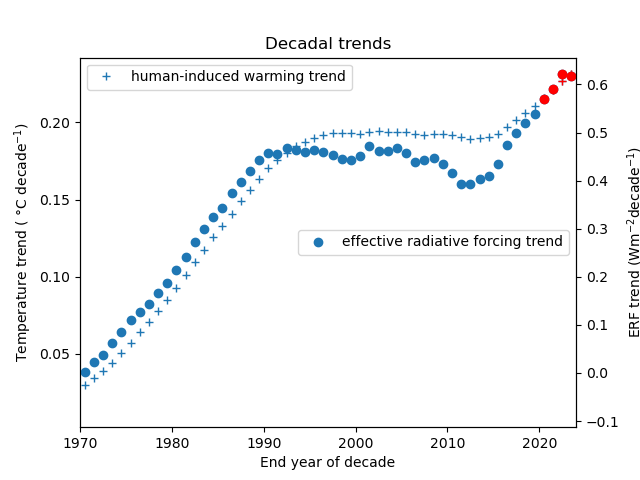 Decadal trends
human-induced warming trend
effective radiative forcing trend
Temperature trend ( °C decade⁻¹)
0.20
0.15
0.10
0.05
ERF trend (Wm⁻²decade⁻¹)
0.6
0.5
0.4
0.3
0.2
0.1
0.0
−0.1
1970 1980 1990 2000 2010 2020
End year of decade